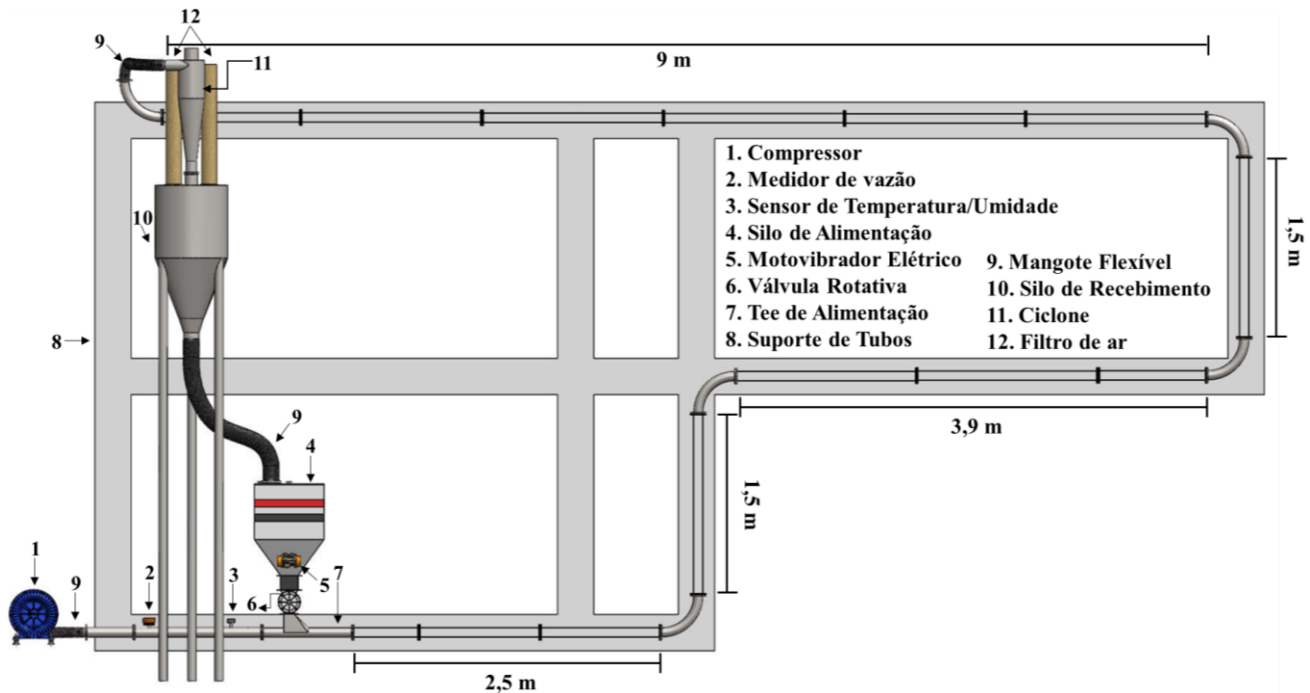 12
9
11
9 m
1. Compressor
2. Medidor de vazão
3. Sensor de Temperatura/Umidade
4. Silo de Alimentação
5. Motovibrador Elétrico
6. Válvula Rotativa
7. Tee de Alimentação
8. Suporte de Tubos
9. Mangote Flexível
10. Silo de Recebimento
11. Ciclone
12. Filtro de ar
1,5 m
10
8
3,9 m
9
4
1,5 m
1
9
2
3
6
5
7
2,5 m